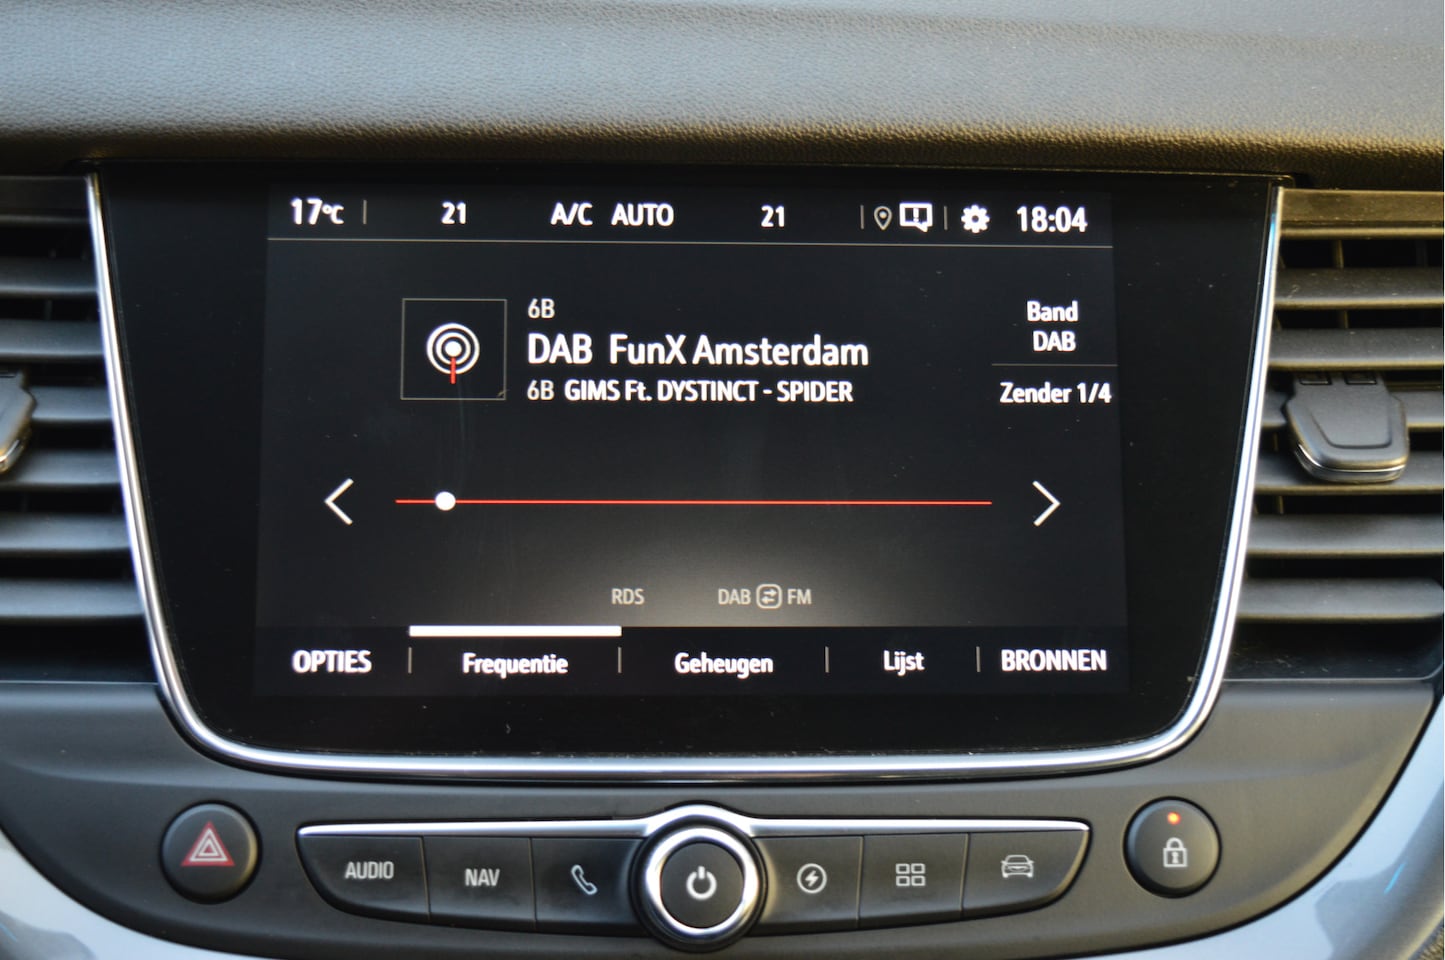 17°C 21 A/C AUTO 21 18:04
6B
DAB FunX Amsterdam
6B GIMS Ft. DYSTINCT - SPIDER
Band
DAB
Zender 1/4
RDS DAB FM
OPTIES Frequentie Geheugen Lijst BRONNEN
AUDIO NAV